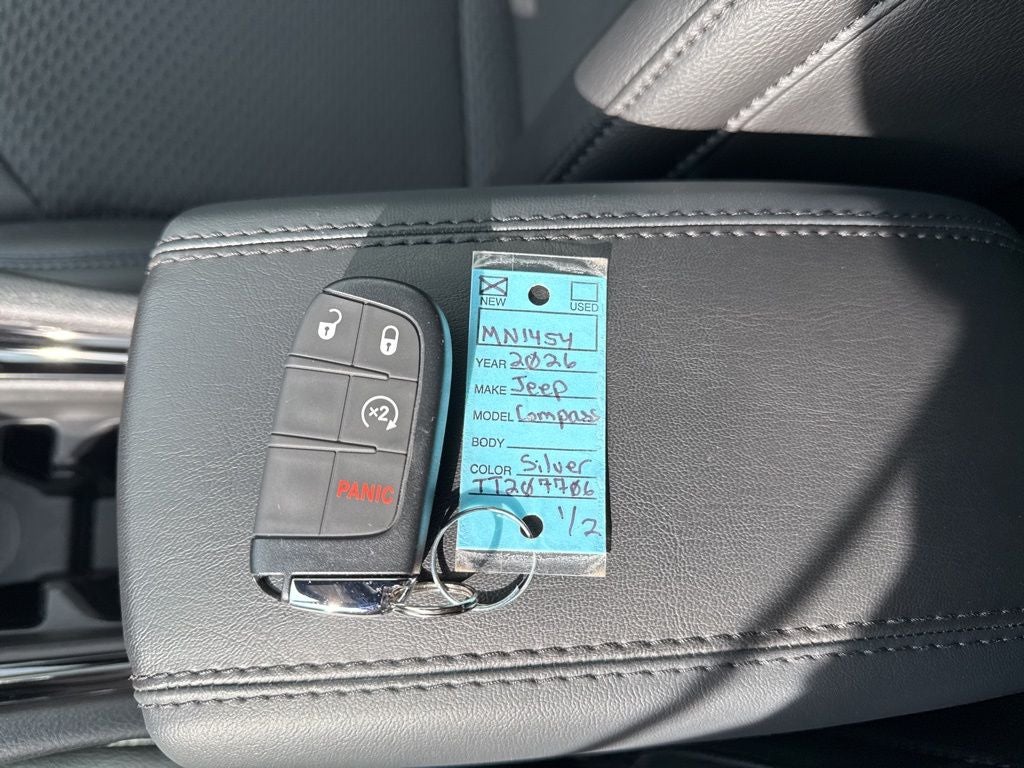 ×2
PANIC
NEW USED
MN1454
YEAR 2026
MAKE Jeep
MODEL Compass
BODY
COLOR Silver
TT207706
1/2